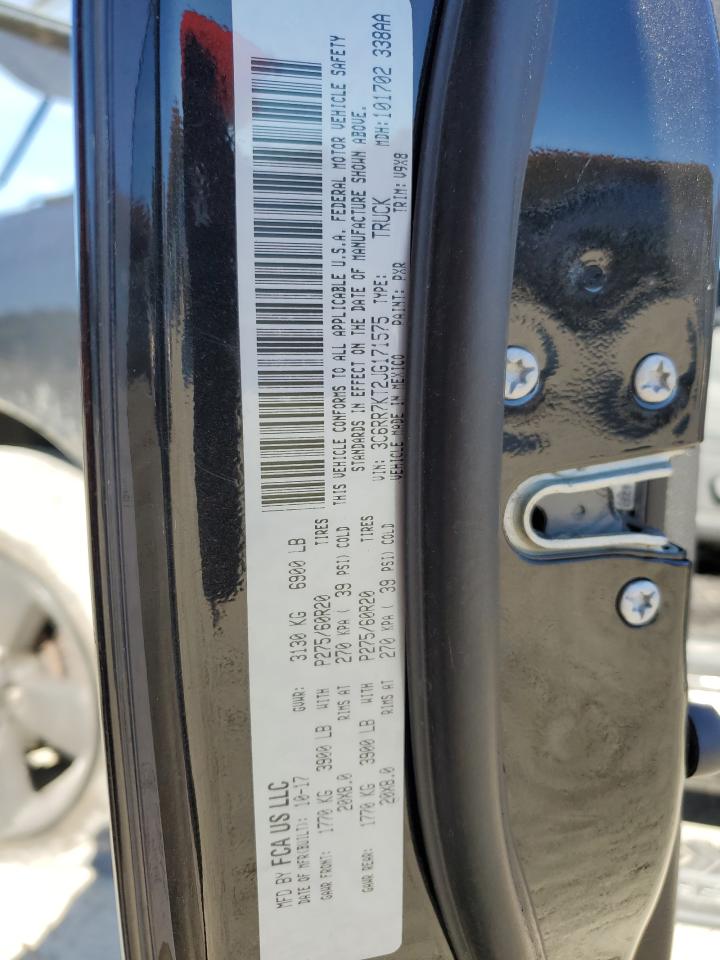 MFD BY FCA US LLC
DATE OF MFR(BUILT): 10-17 GVWR: 3130 KG 6900 LB
GAWR FRONT: 1770 KG 3900 LB WITH P275/60R20 TIRES
20X8.0 RIMS AT 270 KPA ( 39 PSI) COLD
GAWR REAR: 1770 KG 3900 LB WITH P275/60R20 TIRES
20X8.0 RIMS AT 270 KPA ( 39 PSI) COLD
THIS VEHICLE CONFORMS TO ALL APPLICABLE U.S.A. FEDERAL MOTOR VEHICLE SAFETY
STANDARDS IN EFFECT ON THE DATE OF MANUFACTURE SHOWN ABOVE.
VIN: 3C6RR7KT2JG171575 TYPE: TRUCK MDH:101702 338AA
VEHICLE MADE IN MEXICO PAINT: PXR TRIM: V9X8